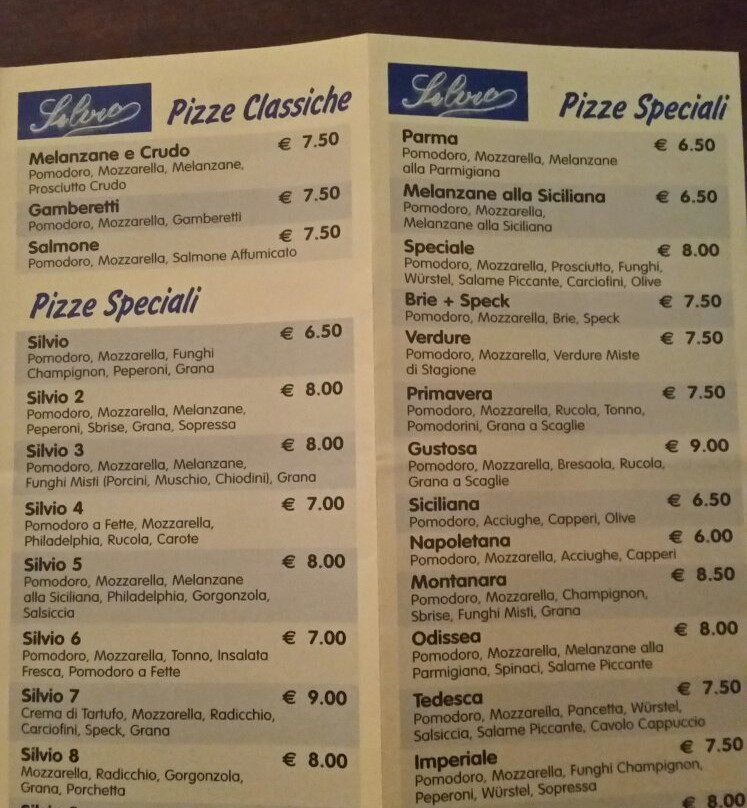 Silvio
Pizze Classiche
Melanzane e Crudo € 7.50
Pomodoro, Mozzarella, Melanzane,
Prosciutto Crudo
Gamberetti € 7.50
Pomodoro, Mozzarella, Gamberetti
Salmone € 7.50
Pomodoro, Mozzarella, Salmone Affumicato
Pizze Speciali
Silvio € 6.50
Pomodoro, Mozzarella, Funghi
Champignon, Peperoni, Grana
Silvio 2 € 8.00
Pomodoro, Mozzarella, Melanzane,
Peperoni, Sbrise, Grana, Sopressa
Silvio 3 € 8.00
Pomodoro, Mozzarella, Melanzane,
Funghi Misti (Porcini, Muschio, Chiodini), Grana
Silvio 4 € 7.00
Pomodoro a Fette, Mozzarella,
Philadelphia, Rucola, Carote
Silvio 5 € 8.00
Pomodoro, Mozzarella, Melanzane
alla Siciliana, Philadelphia, Gorgonzola,
Salsiccia
Silvio 6 € 7.00
Pomodoro, Mozzarella, Tonno, Insalata
Fresca, Pomodoro a Fette
Silvio 7 € 9.00
Crema di Tartufo, Mozzarella, Radicchio,
Carciofini, Speck, Grana
Silvio 8 € 8.00
Mozzarella, Radicchio, Gorgonzola,
Grana, Porchetta
Silvio
Pizze Speciali
Parma € 6.50
Pomodoro, Mozzarella, Melanzane
alla Parmigiana
Melanzane alla Siciliana € 6.50
Pomodoro, Mozzarella,
Melanzane alla Siciliana
Speciale € 8.00
Pomodoro, Mozzarella, Prosciutto, Funghi,
Würstel, Salame Piccante, Carciofini, Olive
Brie + Speck € 7.50
Pomodoro, Mozzarella, Brie, Speck
Verdure € 7.50
Pomodoro, Mozzarella, Verdure Miste
di Stagione
Primavera € 7.50
Pomodoro, Mozzarella, Rucola, Tonno,
Pomodorini, Grana a Scaglie
Gustosa € 9.00
Pomodoro, Mozzarella, Bresaola, Rucola,
Grana a Scaglie
Siciliana € 6.50
Pomodoro, Acciughe, Capperi, Olive
Napoletana € 6.00
Pomodoro, Mozzarella, Acciughe, Capperi
Montanara € 8.50
Pomodoro, Mozzarella, Champignon,
Sbrise, Funghi Misti, Grana
Odissea € 8.00
Pomodoro, Mozzarella, Melanzane alla
Parmigiana, Spinaci, Salame Piccante
Tedesca € 7.50
Pomodoro, Mozzarella, Pancetta, Würstel,
Salsiccia, Salame Piccante, Cavolo Cappuccio
Imperiale € 7.50
Pomodoro, Mozzarella, Funghi Champignon,
Peperoni, Würstel, Sopressa
€ 8.00